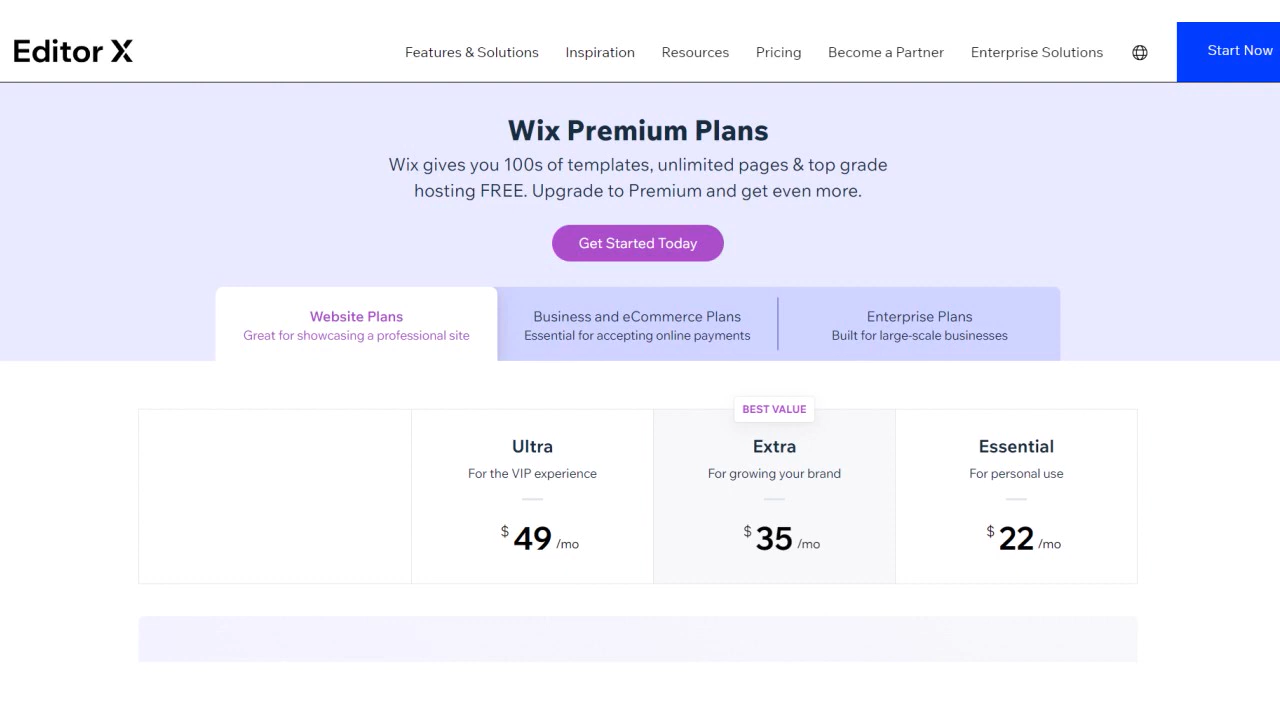 Editor X
Features & Solutions
Inspiration
Resources
Pricing
Become a Partner
Enterprise Solutions
Start Now
Wix Premium Plans
Wix gives you 100s of templates, unlimited pages & top grade
hosting FREE. Upgrade to Premium and get even more.
Get Started Today
Website Plans
Great for showcasing a professional site
Business and eCommerce Plans
Essential for accepting online payments
Enterprise Plans
Built for large-scale businesses
Ultra
For the VIP experience
$ 49 /mo
BEST VALUE
Extra
For growing your brand
$ 35 /mo
Essential
For personal use
$ 22 /mo